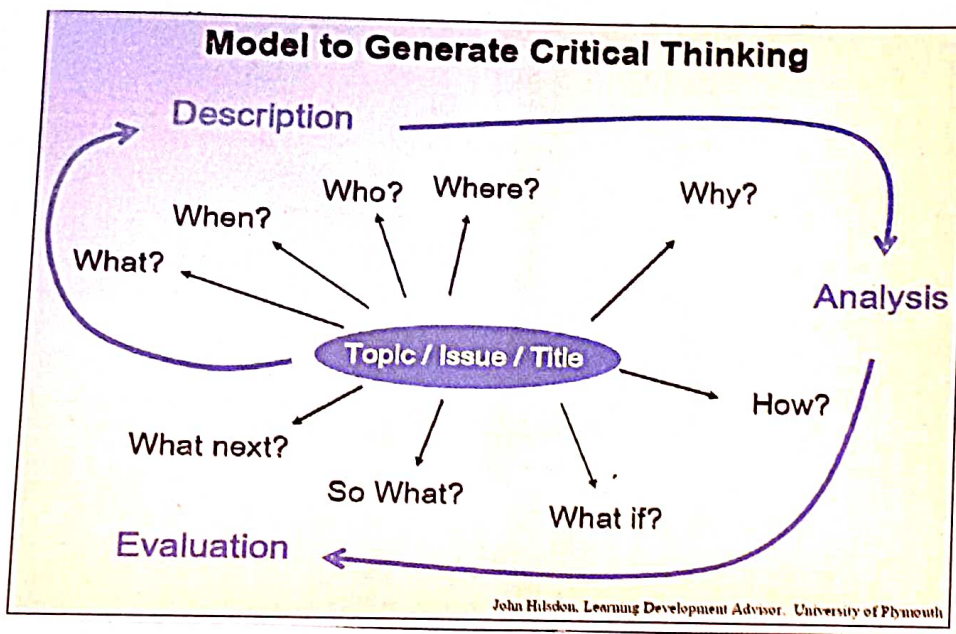 Model to Generate Critical Thinking
Description
Who? Where? Why?
When?
What?
Analysis
Topic / Issue / Title
How?
What next?
So What?
What if?
Evaluation
John Hilsdon, Learning Development Advisor, University of Plymouth